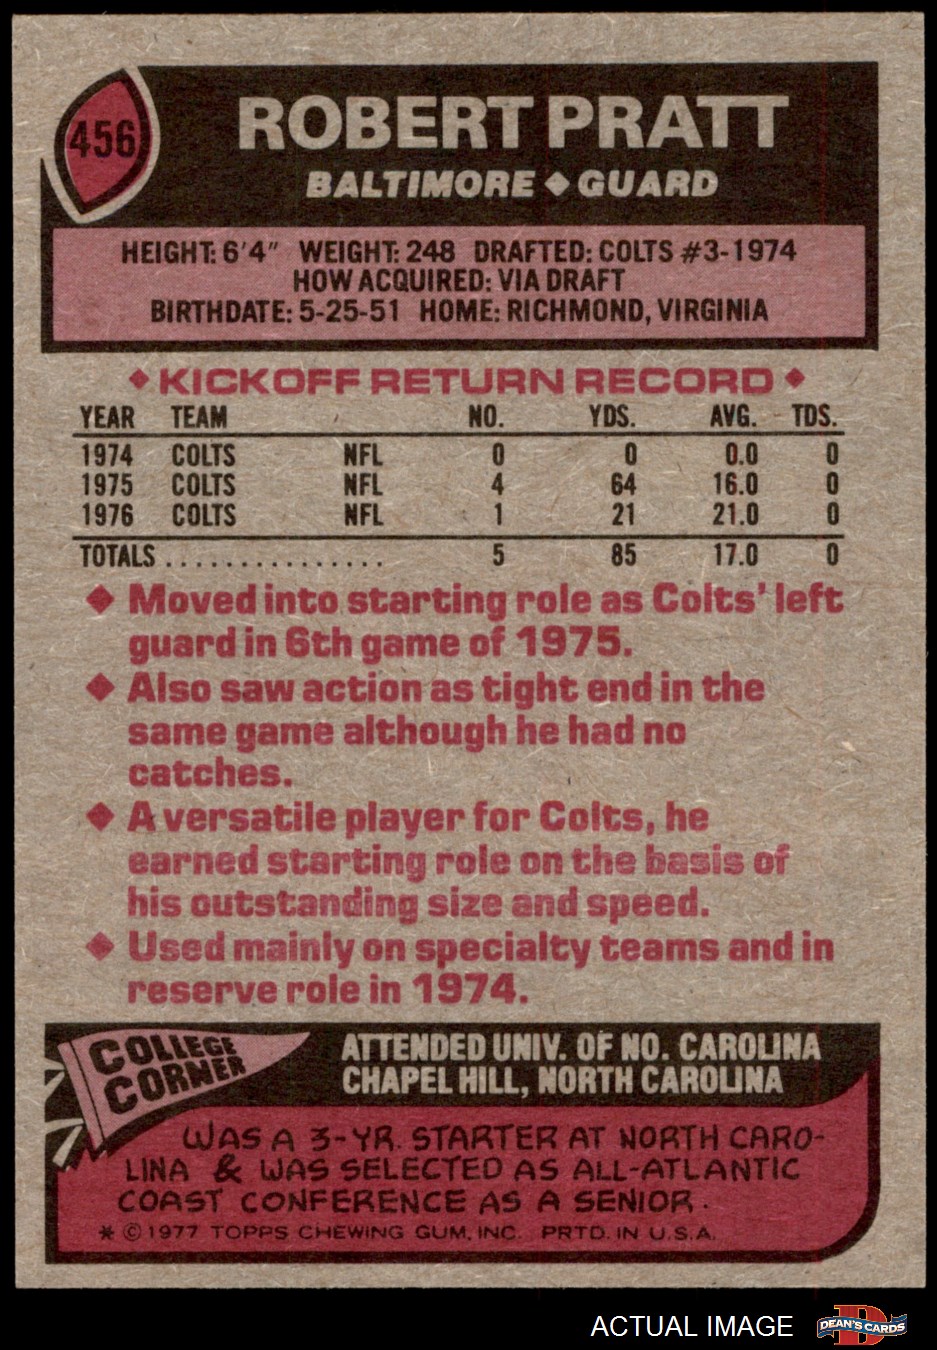 456
ROBERT PRATT
BALTIMORE ◆ GUARD
HEIGHT: 6'4" WEIGHT: 248 DRAFTED: COLTS #3-1974
HOW ACQUIRED: VIA DRAFT
BIRTHDATE: 5-25-51 HOME: RICHMOND, VIRGINIA
◆ KICKOFF RETURN RECORD ◆
YEAR TEAM NO. YDS. AVG. TDS.
1974 COLTS NFL 0 0 0.0 0
1975 COLTS NFL 4 64 16.0 0
1976 COLTS NFL 1 21 21.0 0
TOTALS . . . . . . . . . . . . . . . 5 85 17.0 0
◆ Moved into starting role as Colts' left
guard in 6th game of 1975.
◆ Also saw action as tight end in the
same game although he had no
catches.
◆ A versatile player for Colts, he
earned starting role on the basis of
his outstanding size and speed.
◆ Used mainly on specialty teams and in
reserve role in 1974.
COLLEGE
CORNER
ATTENDED UNIV. OF NO. CAROLINA
CHAPEL HILL, NORTH CAROLINA
WAS A 3-YR. STARTER AT NORTH CARO-
LINA & WAS SELECTED AS ALL-ATLANTIC
COAST CONFERENCE AS A SENIOR.
* © 1977 TOPPS CHEWING GUM, INC. PRTD. IN U.S.A.
ACTUAL IMAGE
D
DEAN'S CARDS